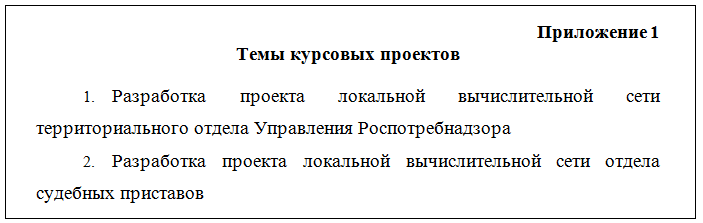 Приложение 1
Темы курсовых проектов
1. Разработка проекта локальной вычислительной сети
территориального отдела Управления Роспотребнадзора
2. Разработка проекта локальной вычислительной сети отдела
судебных приставов